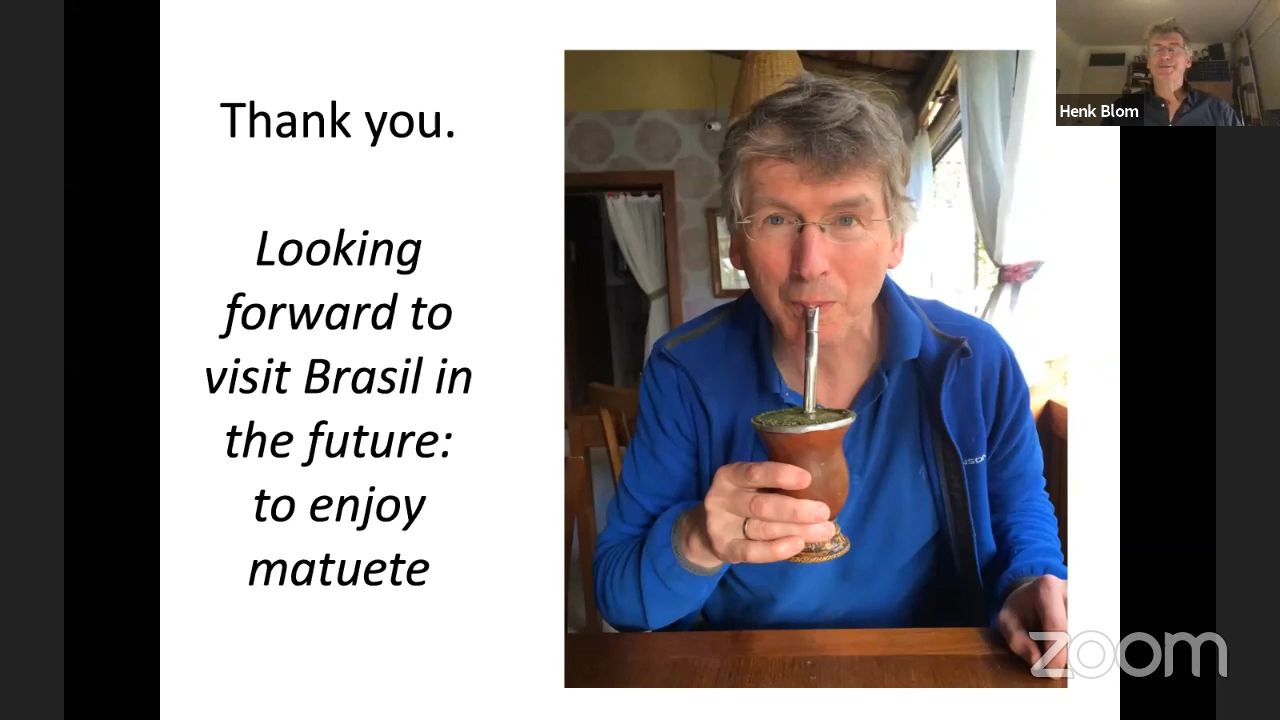 Thank you.
Looking
forward to
visit Brasil in
the future:
to enjoy
matuete
Henk Blom
zoom